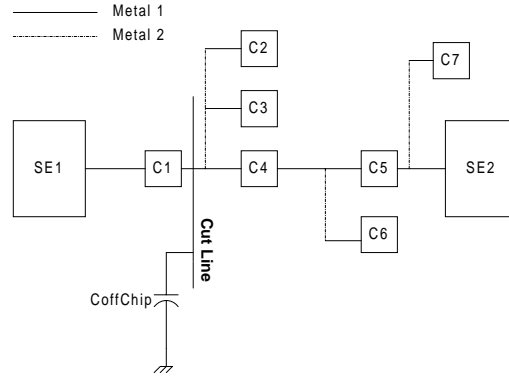 Metal 1
Metal 2
C2
C7
C3
SE1
C1
C4
C5
SE2
Cut Line
C6
CoffChip